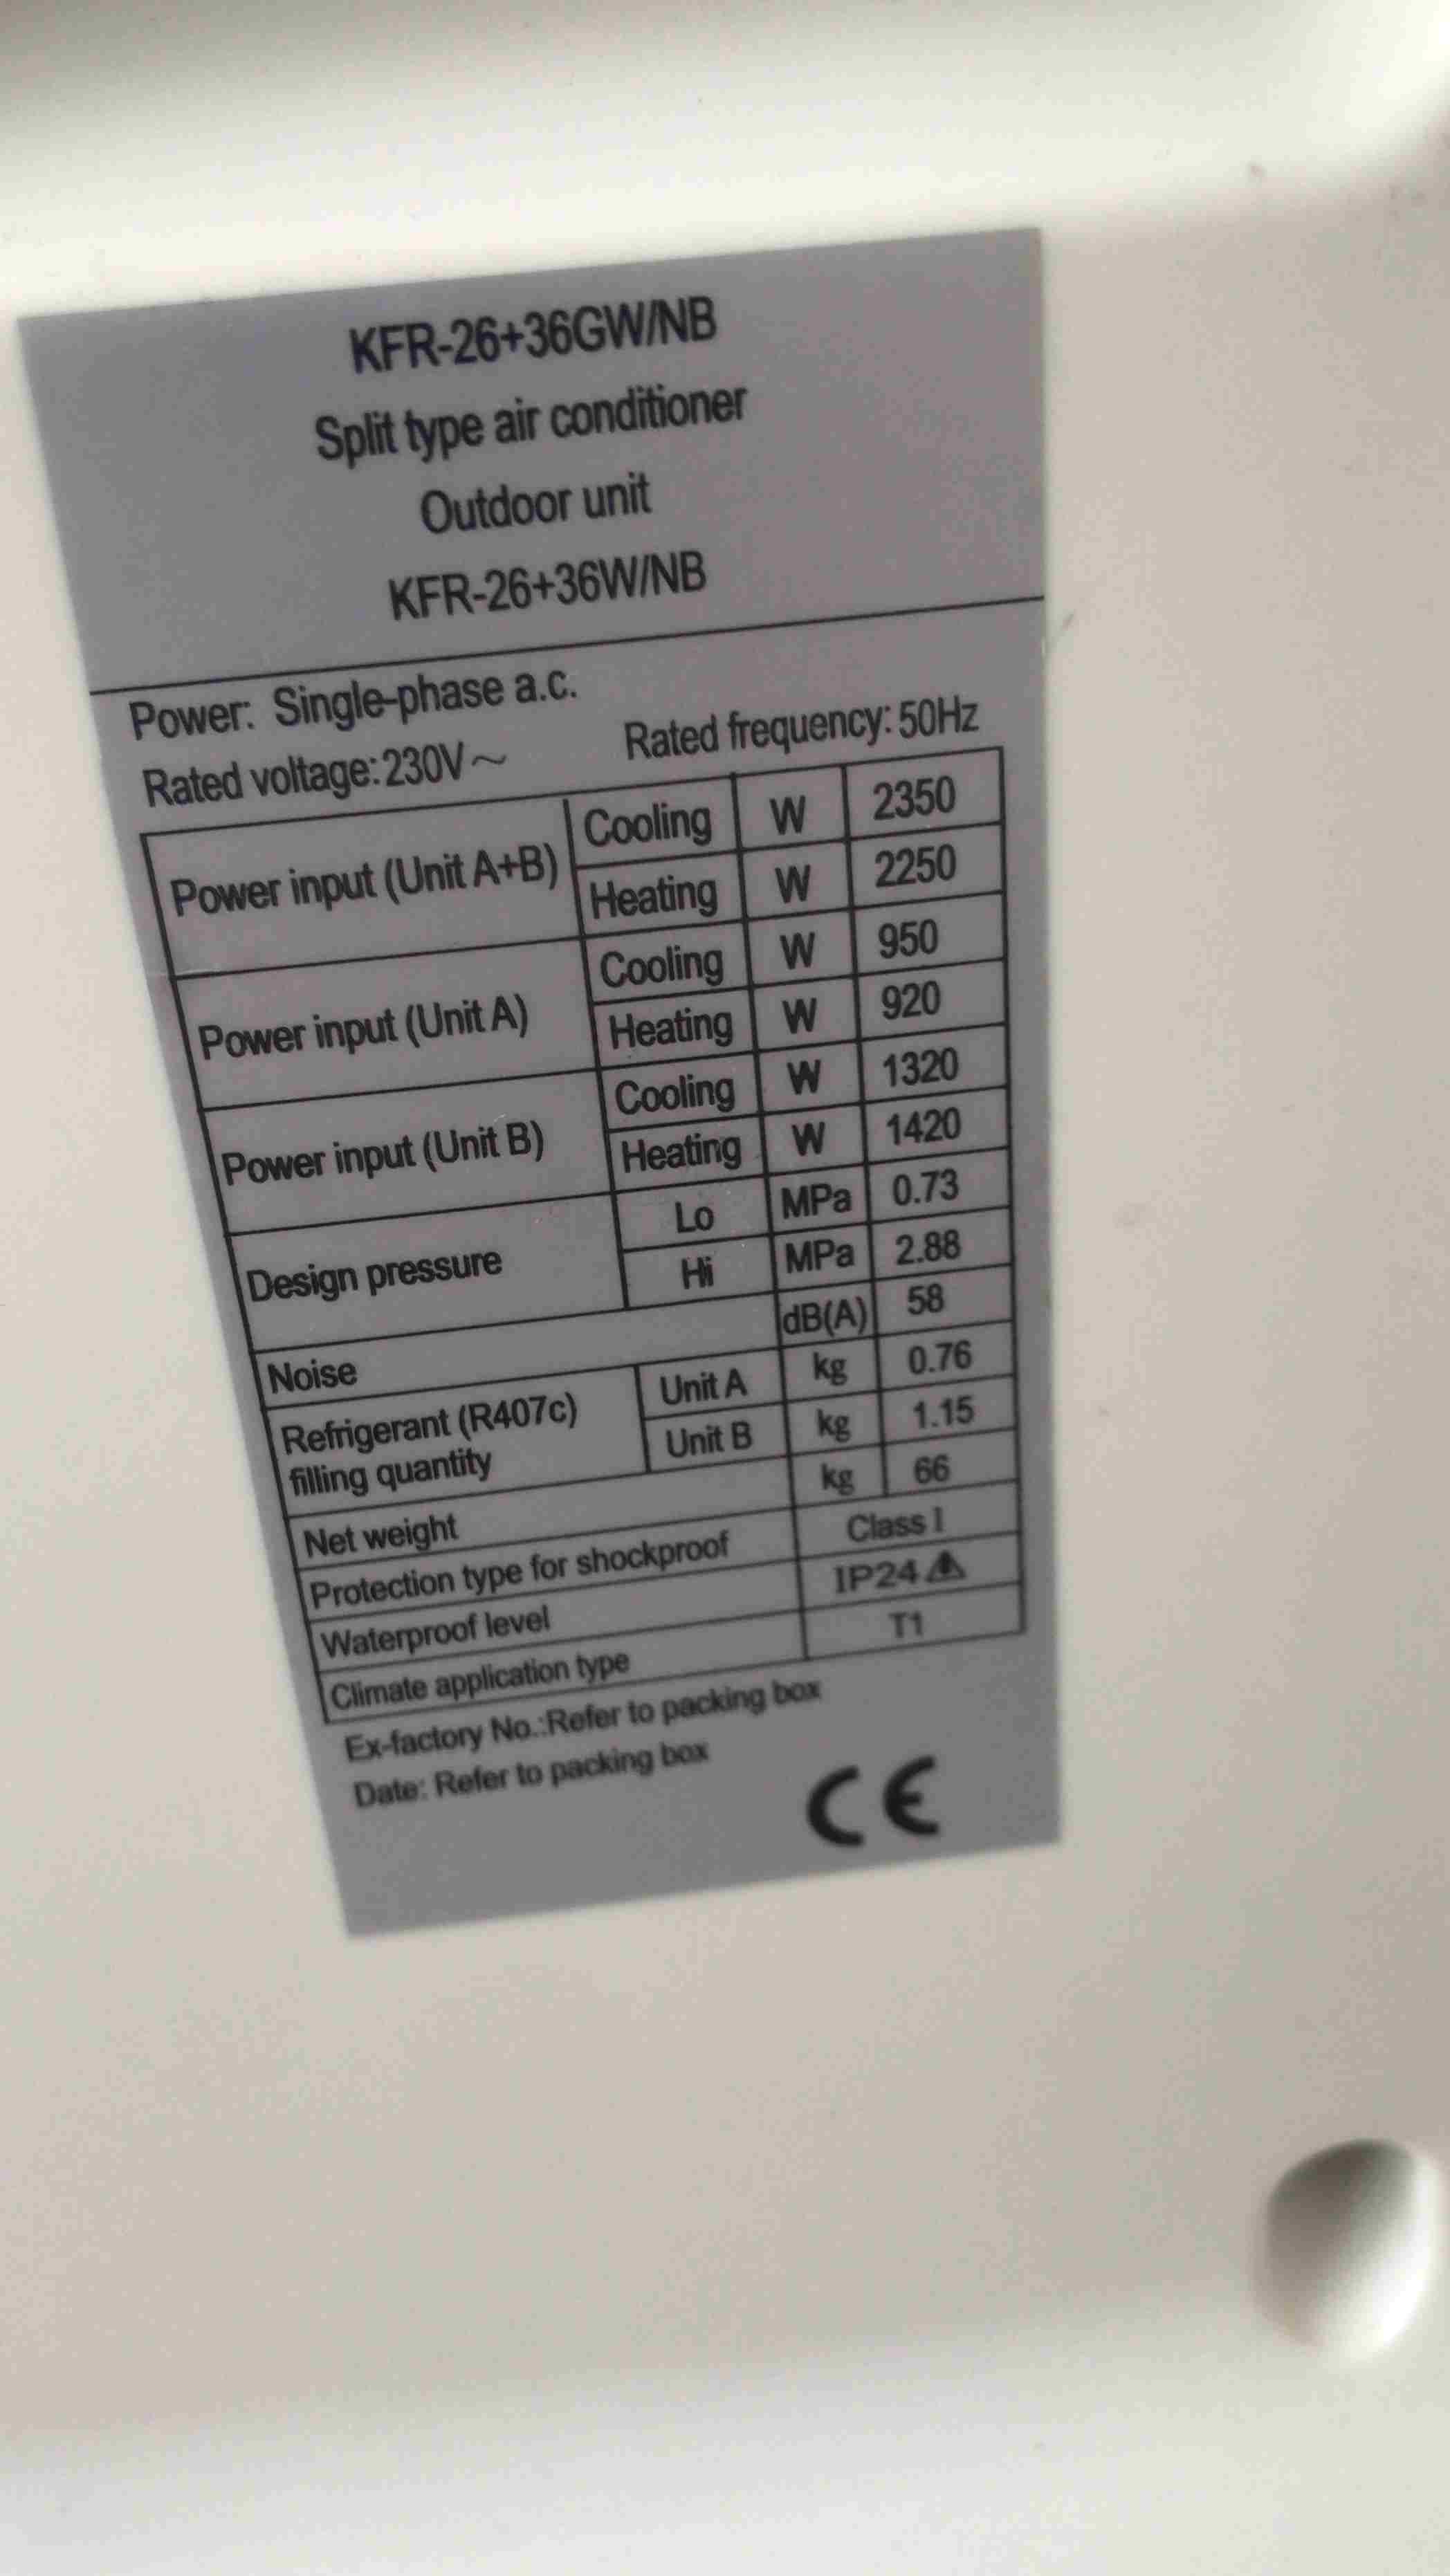 KFR-26+36GW/NB
Split type air conditioner
Outdoor unit
KFR-26+36W/NB
Power: Single-phase a.c.
Rated voltage:230V～ Rated frequency:50Hz
Power input (Unit A+B) Cooling W 2350
Heating W 2250
Power input (Unit A) Cooling W 950
Heating W 920
Power input (Unit B) Cooling W 1320
Heating W 1420
Design pressure Lo MPa 0.73
Hi MPa 2.88
Noise dB(A) 58
Refrigerant (R407c) Unit A kg 0.76
filling quantity Unit B kg 1.15
Net weight kg 66
Protection type for shockproof Class I
Waterproof level IP24
Climate application type T1
Ex-factory No.:Refer to packing box
Date: Refer to packing box
CE